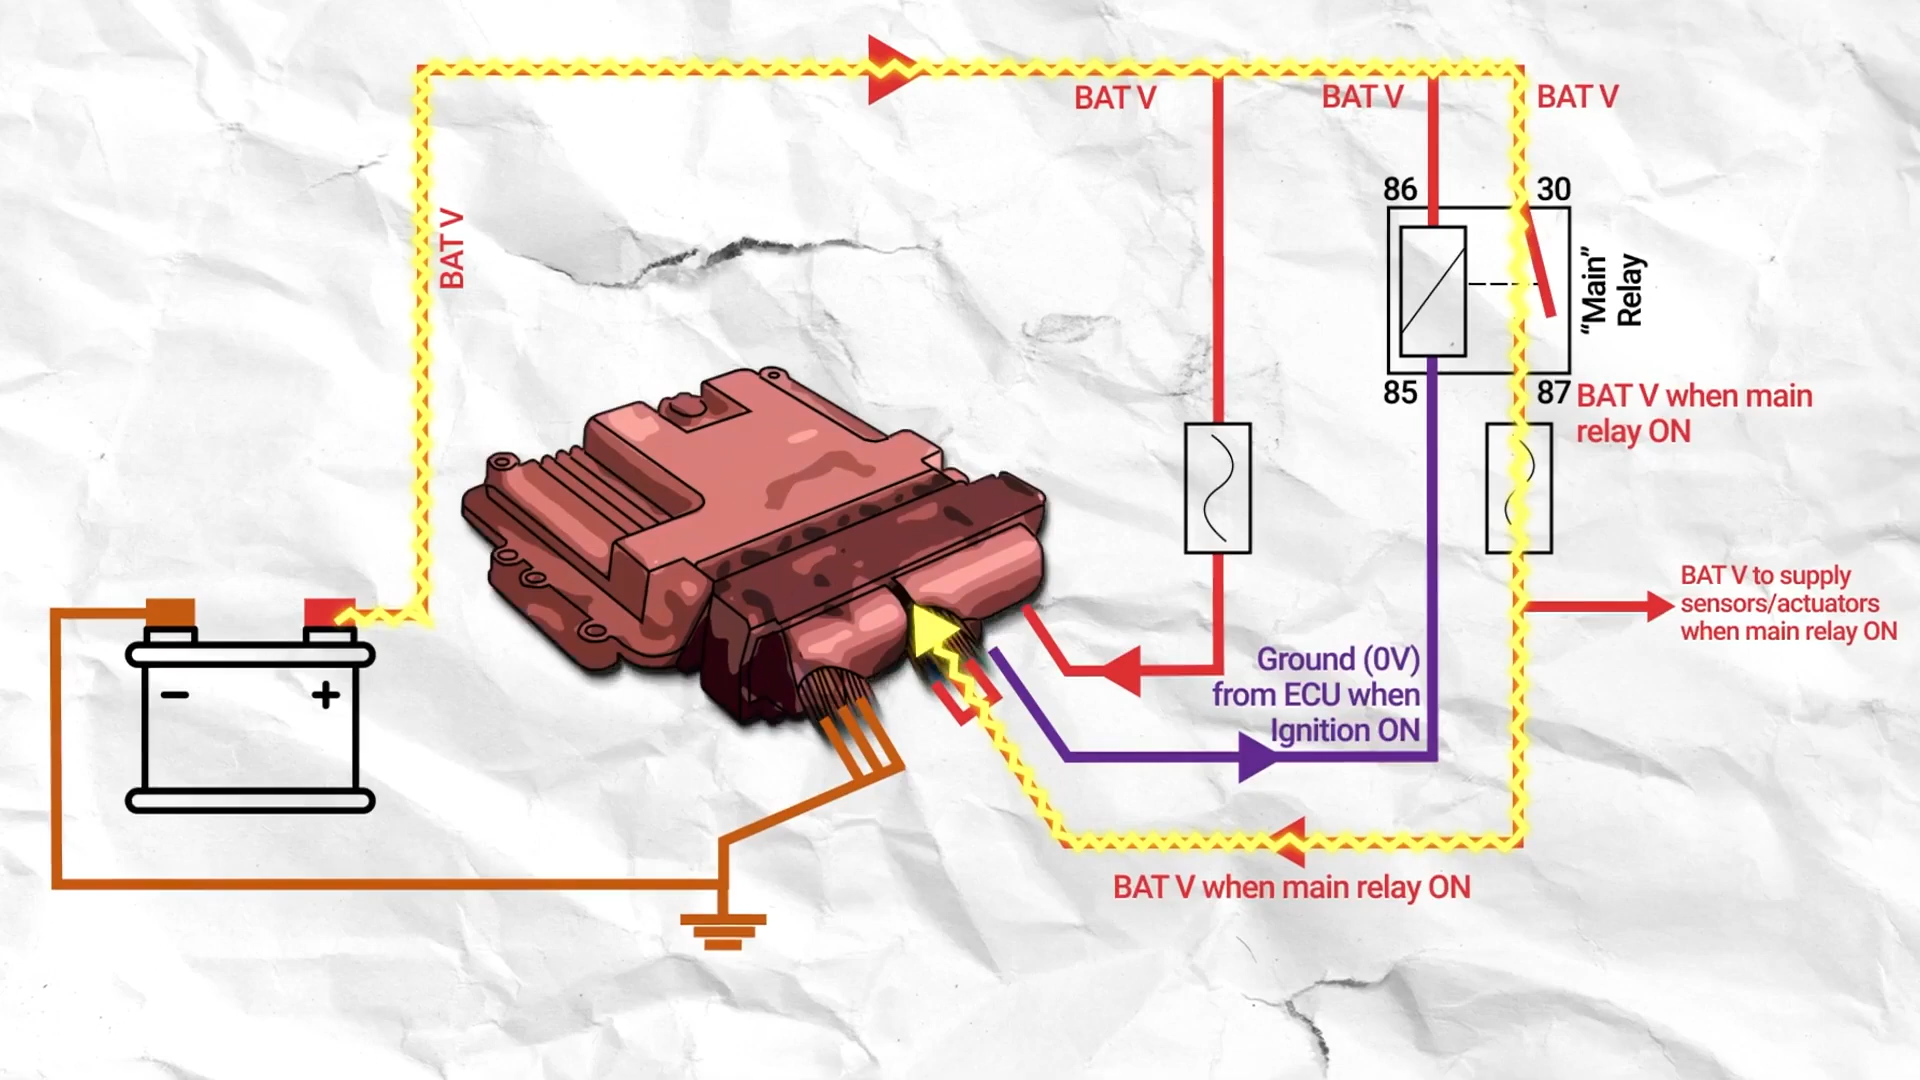 BAT V
BAT V
BAT V
BAT V
86
30
“Main”
Relay
85
87
BAT V when main
relay ON
BAT V to supply
sensors/actuators
when main relay ON
Ground (0V)
from ECU when
Ignition ON
− +
BAT V when main relay ON